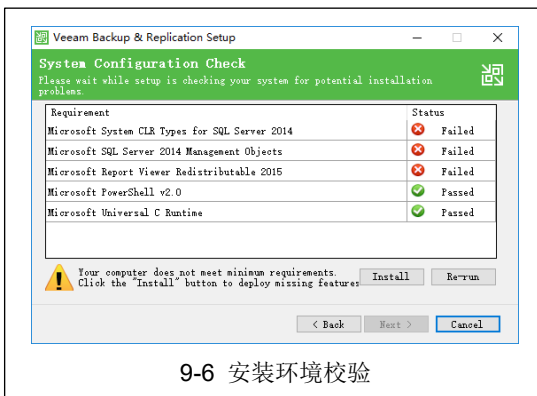 Veeam Backup & Replication Setup
System Configuration Check
Please wait while setup is checking your system for potential installation
problems.
Requirement Status
Microsoft System CLR Types for SQL Server 2014 Failed
Microsoft SQL Server 2014 Management Objects Failed
Microsoft Report Viewer Redistributable 2015 Failed
Microsoft PowerShell v2.0 Passed
Microsoft Universal C Runtime Passed
Your computer does not meet minimum requirements.
Click the "Install" button to deploy missing features
Install Re-run
< Back Next > Cancel
9-6 安装环境校验